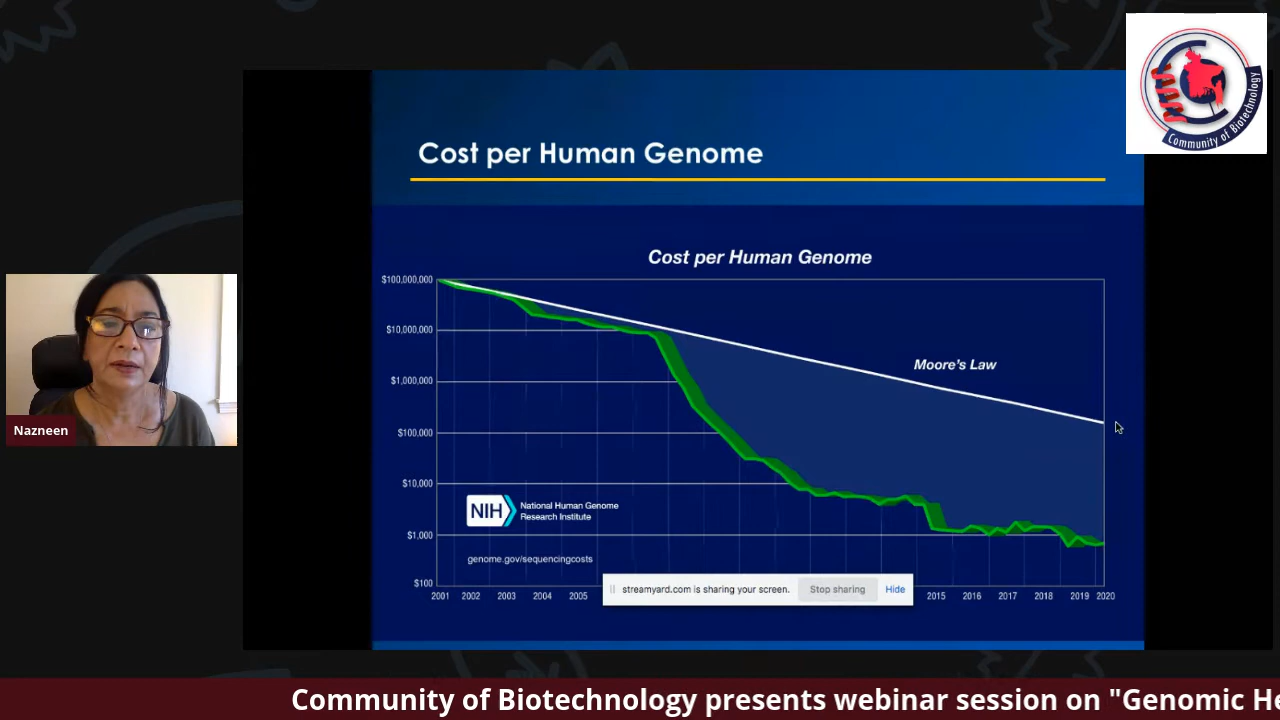 Community of Biotechnology
Cost per Human Genome
Cost per Human Genome
$100,000,000
$10,000,000
$1,000,000
$100,000
$10,000
$1,000
$100
Moore's Law
NIH
National Human Genome
Research Institute
genome.gov/sequencingcosts
streamyard.com is sharing your screen. Stop sharing Hide
2001 2002 2003 2004 2005 2015 2016 2017 2018 2019 2020
Nazneen
Community of Biotechnology presents webinar session on "Genomic He